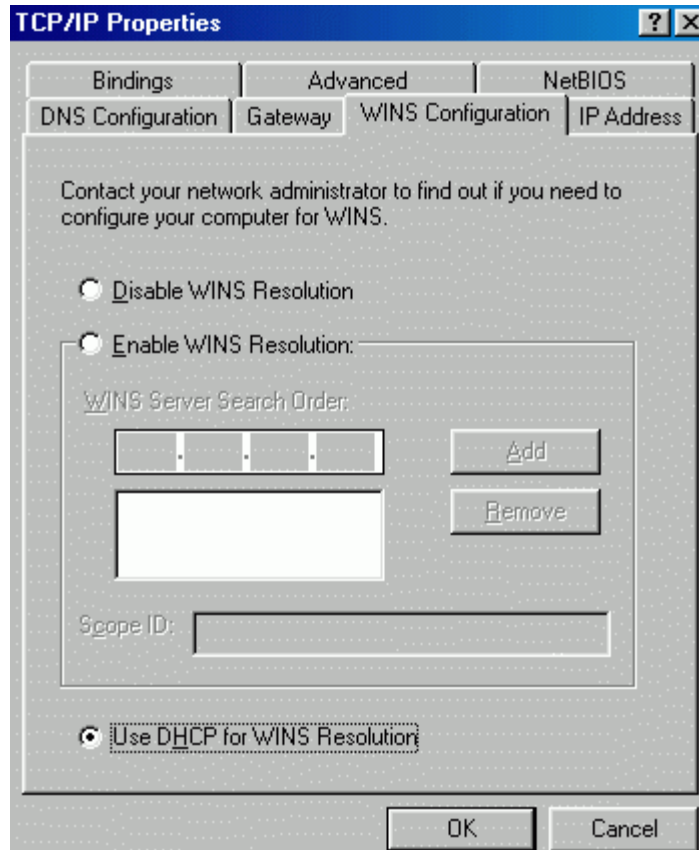 TCP/IP Properties
? X
Bindings Advanced NetBIOS
DNS Configuration Gateway WINS Configuration IP Address
Contact your network administrator to find out if you need to
configure your computer for WINS.
Disable WINS Resolution
Enable WINS Resolution:
WINS Server Search Order:
. . .
Add
Remove
Scope ID:
Use DHCP for WINS Resolution
OK Cancel